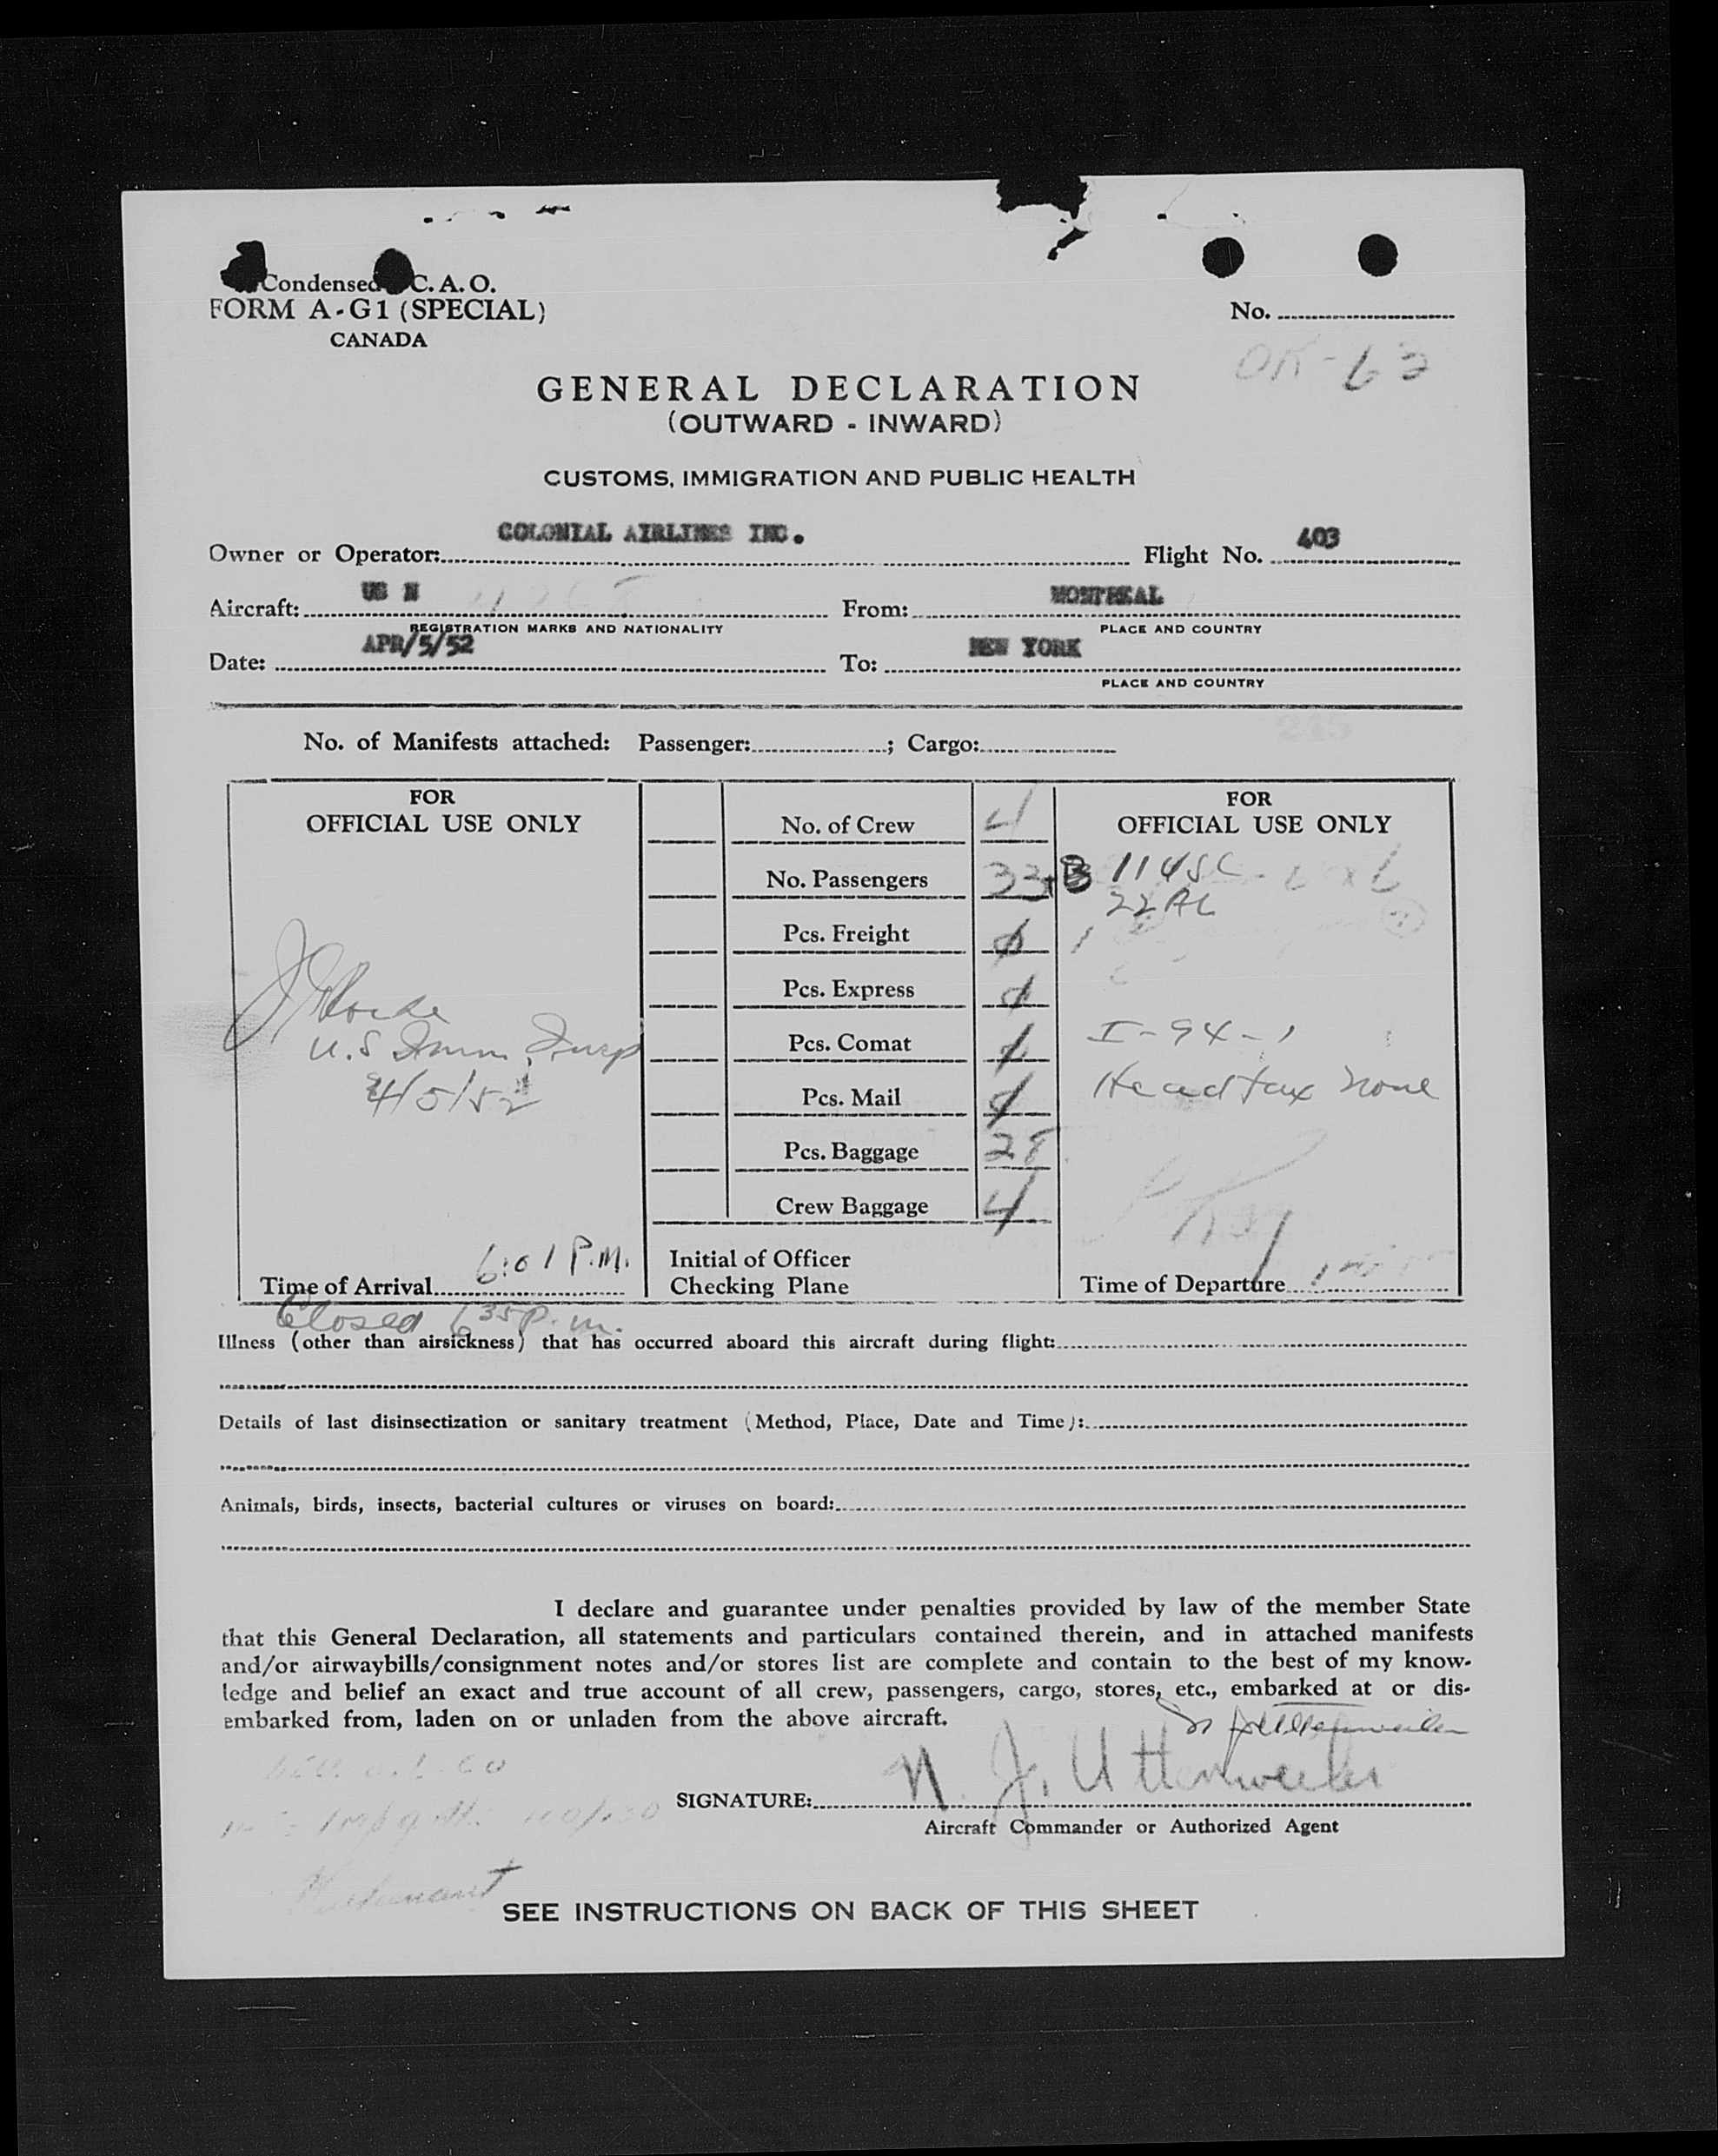 Condensed C. A. O.
FORM A-G1 (SPECIAL)
CANADA
No.
GENERAL DECLARATION
(OUTWARD - INWARD)
CUSTOMS, IMMIGRATION AND PUBLIC HEALTH
Owner or Operator: COLONIAL AIRLINES INC. Flight No. 403
Aircraft: US N From: MONTREAL
REGISTRATION MARKS AND NATIONALITY PLACE AND COUNTRY
Date: APR/5/52 To: NEW YORK
PLACE AND COUNTRY
No. of Manifests attached: Passenger: ; Cargo:
FOR
OFFICIAL USE ONLY
U.S Imm. Insp
4/5/52
Time of Arrival 6:01 P.M.
Closed 6 35 P.m.
No. of Crew 4
No. Passengers 33+B
Pcs. Freight 0
Pcs. Express 0
Pcs. Comat
Pcs. Mail
Pcs. Baggage 28
Crew Baggage 4
Initial of Officer
Checking Plane
FOR
OFFICIAL USE ONLY
11 USC
22 AL
I-94-1
Headtax none
Time of Departure
Illness (other than airsickness) that has occurred aboard this aircraft during flight:
Details of last disinsectization or sanitary treatment (Method, Place, Date and Time):
Animals, birds, insects, bacterial cultures or viruses on board:
I declare and guarantee under penalties provided by law of the member State
that this General Declaration, all statements and particulars contained therein, and in attached manifests
and/or airwaybills/consignment notes and/or stores list are complete and contain to the best of my know-
ledge and belief an exact and true account of all crew, passengers, cargo, stores, etc., embarked at or dis-
embarked from, laden on or unladen from the above aircraft.
SIGNATURE: N. J. Uttenweiler
Aircraft Commander or Authorized Agent
SEE INSTRUCTIONS ON BACK OF THIS SHEET